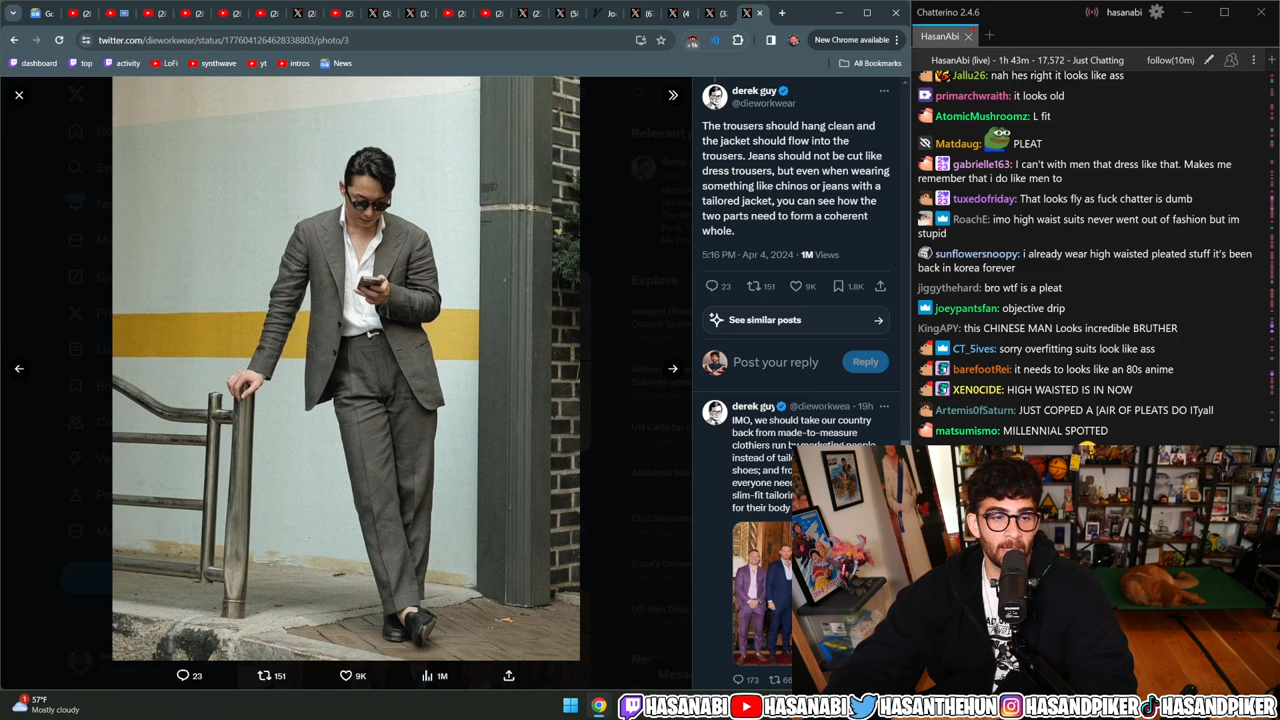 Chatterino 2.4.6
hasanabi
HasanAbi
twitter.com/dieworkwear/status/1776041264628338803/photo/3
New Chrome available
dashboard
top
activity
LoFi
synthwave
yt
intros
News
All Bookmarks
HasanAbi (live) - 1h 43m - 17,572 - Just Chatting
follow(10m)
derek guy
@dieworkwear
The trousers should hang clean and
the jacket should flow into the
trousers. Jeans should not be cut like
dress trousers, but even when wearing
something like chinos or jeans with a
tailored jacket, you can see how the
two parts need to form a coherent
whole.
5:16 PM · Apr 4, 2024 · 1M Views
23
151
9K
1.8K
See similar posts
Post your reply
Reply
derek guy @dieworkwea · 19h
IMO, we should take our country
back from made-to-measure
clothiers run by marketing people
instead of
shoes; and
everyone
slim-fit
for their body
173
23
151
9K
1M
Jallu26: nah hes right it looks like ass
primarchwraith: it looks old
AtomicMushroomz: L fit
Matdaug: PLEAT
gabrielle163: I can't with men that dress like that. Makes me
remember that i do like men to
tuxedofriday: That looks fly as fuck chatter is dumb
RoachE: imo high waist suits never went out of fashion but im
stupid
sunflowersnoopy: i already wear high waisted pleated stuff it's been
back in korea forever
jiggythehard: bro wtf is a pleat
joeypantsfan: objective drip
KingAPY: this CHINESE MAN Looks incredible BRUTHER
CT_5ives: sorry overfitting suits look like ass
barefootRei: it needs to looks like an 80s anime
XEN0CIDE: HIGH WAISTED IS IN NOW
Artemis0fSaturn: JUST COPPED A [AIR OF PLEATS DO ITyall
matsumismo: MILLENNIAL SPOTTED
57°F
Mostly cloudy
HASANABI
HASANABI
HASANTHEHUN
HASANDPIKER
HASANDPIKER